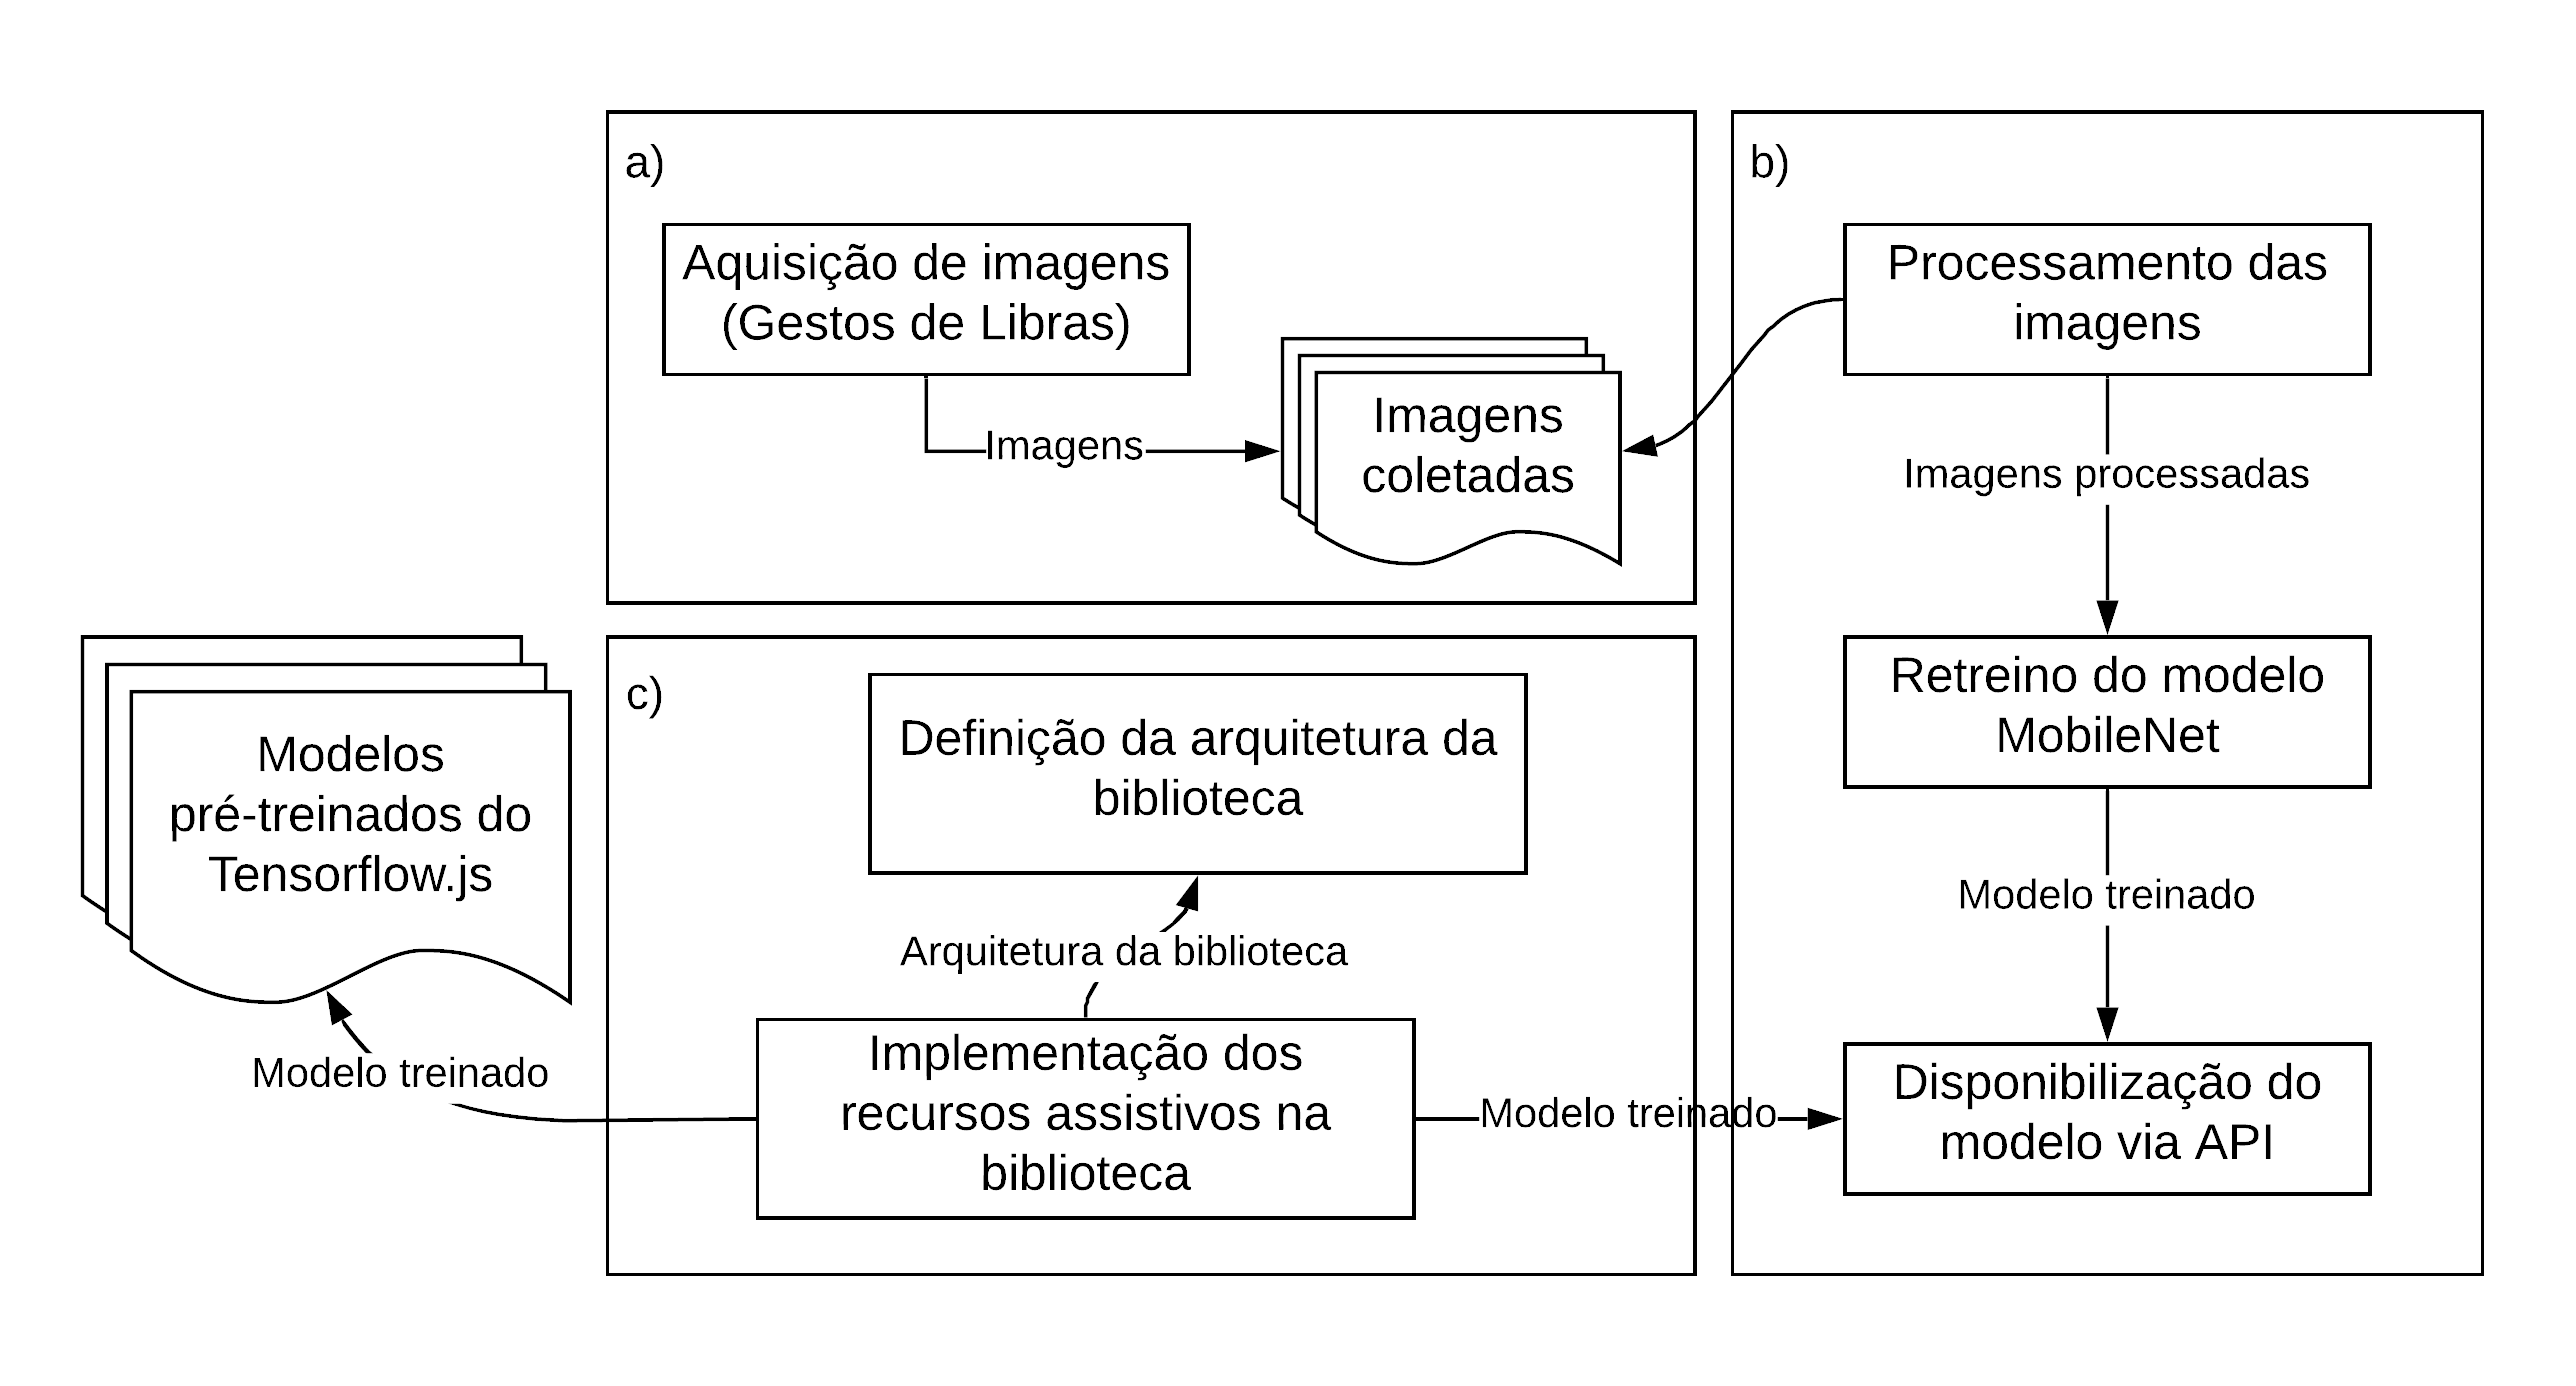 a)
Aquisição de imagens
(Gestos de Libras)
Imagens
Imagens
coletadas
b)
Processamento das
imagens
Imagens processadas
Retreino do modelo
MobileNet
Modelo treinado
Disponibilização do
modelo via API
c)
Definição da arquitetura da
biblioteca
Arquitetura da biblioteca
Implementação dos
recursos assistivos na
biblioteca
Modelo treinado
Modelos
pré-treinados do
Tensorflow.js
Modelo treinado